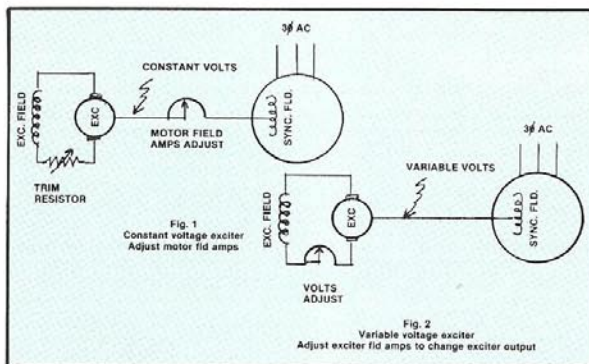 3ø AC
CONSTANT VOLTS
EXC. FIELD
EXC
SYNC. FLD.
MOTOR FIELD
AMPS ADJUST
TRIM
RESISTOR
Fig. 1
Constant voltage exciter
Adjust motor fld amps
3ø AC
VARIABLE VOLTS
EXC. FIELD
EXC
SYNC. FLD.
VOLTS
ADJUST
Fig. 2
Variable voltage exciter
Adjust exciter fld amps to change exciter output